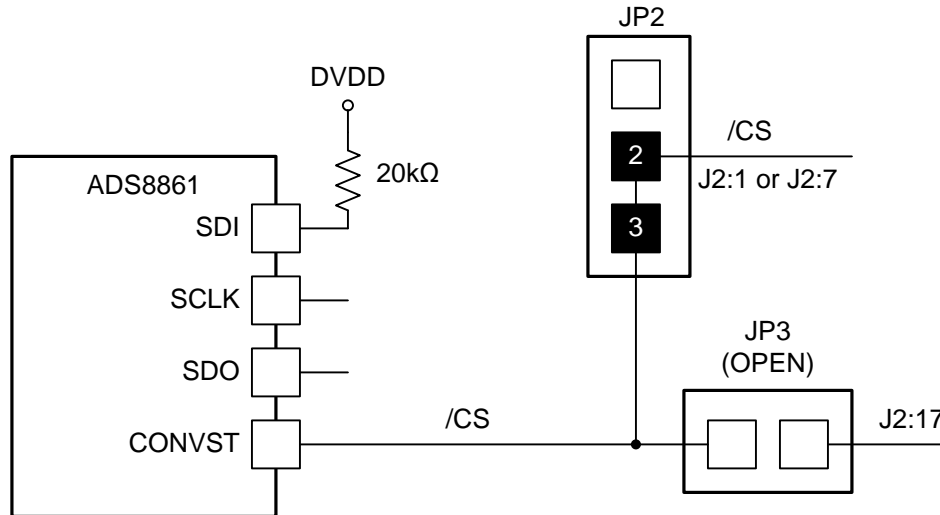 JP2
DVDD
/CS
2
20kΩ
ADS8861
J2:1 or J2:7
SDI
3
SCLK
JP3
(OPEN)
SDO
/CS
J2:17
CONVST